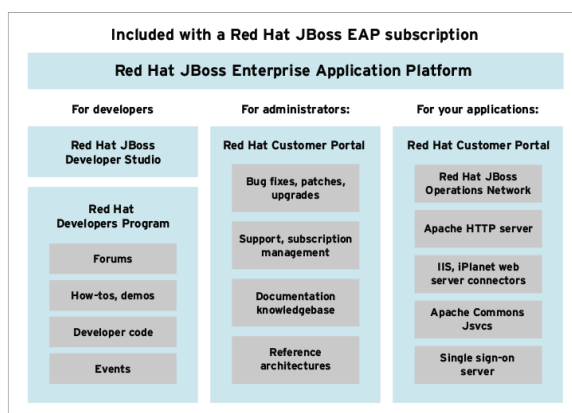 Included with a Red Hat JBoss EAP subscription
Red Hat JBoss Enterprise Application Platform
For developers
Red Hat JBoss
Developer Studio
Red Hat
Developers Program
Forums
How-tos, demos
Developer code
Events
For administrators:
Red Hat Customer Portal
Bug fixes, patches,
upgrades
Support, subscription
management
Documentation
knowledgebase
Reference
architectures
For your applications:
Red Hat Customer Portal
Red Hat JBoss
Operations Network
Apache HTTP server
IIS, iPlanet web
server connectors
Apache Commons
Jsvcs
Single sign-on
server